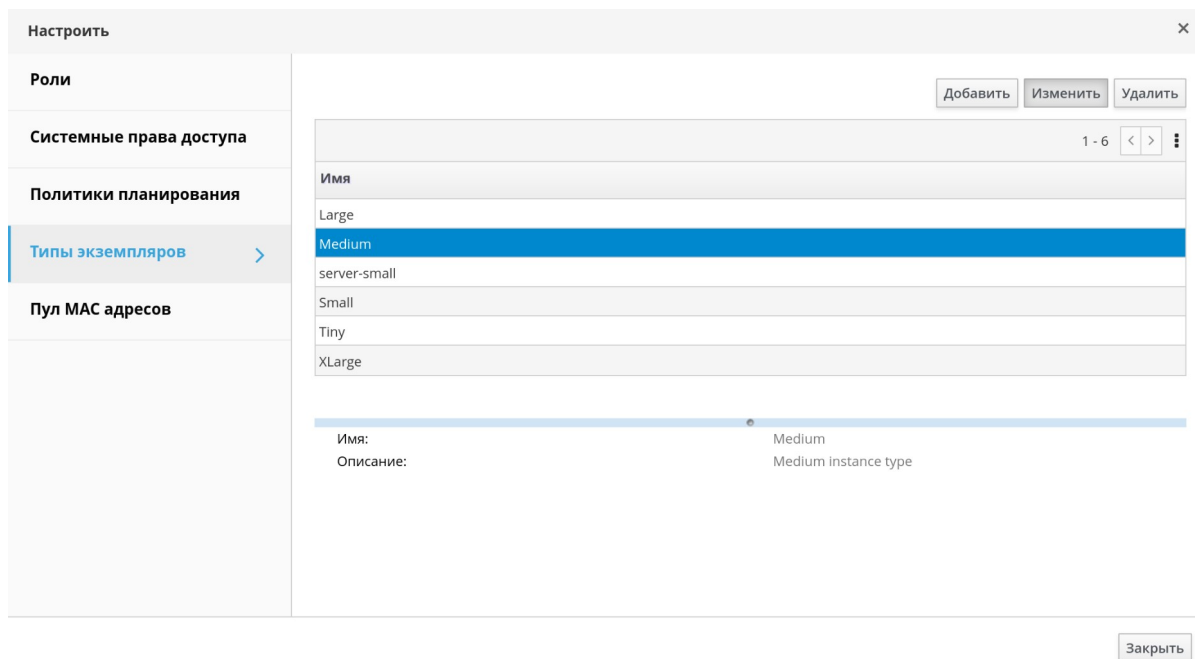 Настроить
Роли
Системные права доступа
Политики планирования
Типы экземпляров
Пул MAC адресов
Добавить Изменить Удалить
1 - 6
Имя
Large
Medium
server-small
Small
Tiny
XLarge
Имя: Medium
Описание: Medium instance type
Закрыть